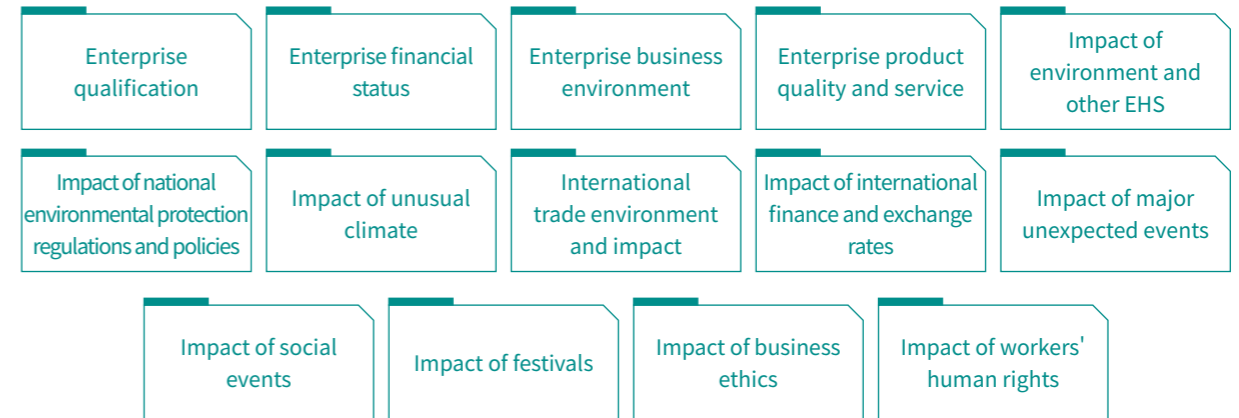 Enterprise
qualification
Enterprise financial
status
Enterprise business
environment
Enterprise product
quality and service
Impact of
environment and
other EHS
Impact of national
environmental protection
regulations and policies
Impact of unusual
climate
International
trade environment
and impact
Impact of international
finance and exchange
rates
Impact of major
unexpected events
Impact of social
events
Impact of festivals
Impact of business
ethics
Impact of workers'
human rights